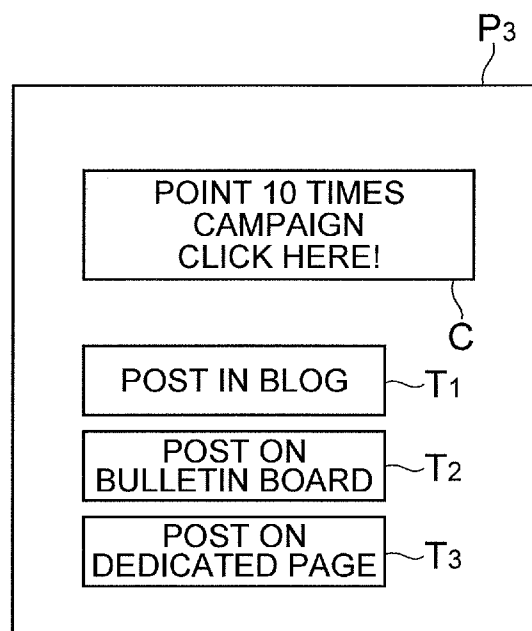 P3
POINT 10 TIMES
CAMPAIGN
CLICK HERE!
C
POST IN BLOG
T1
POST ON
BULLETIN BOARD
T2
POST ON
DEDICATED PAGE
T3